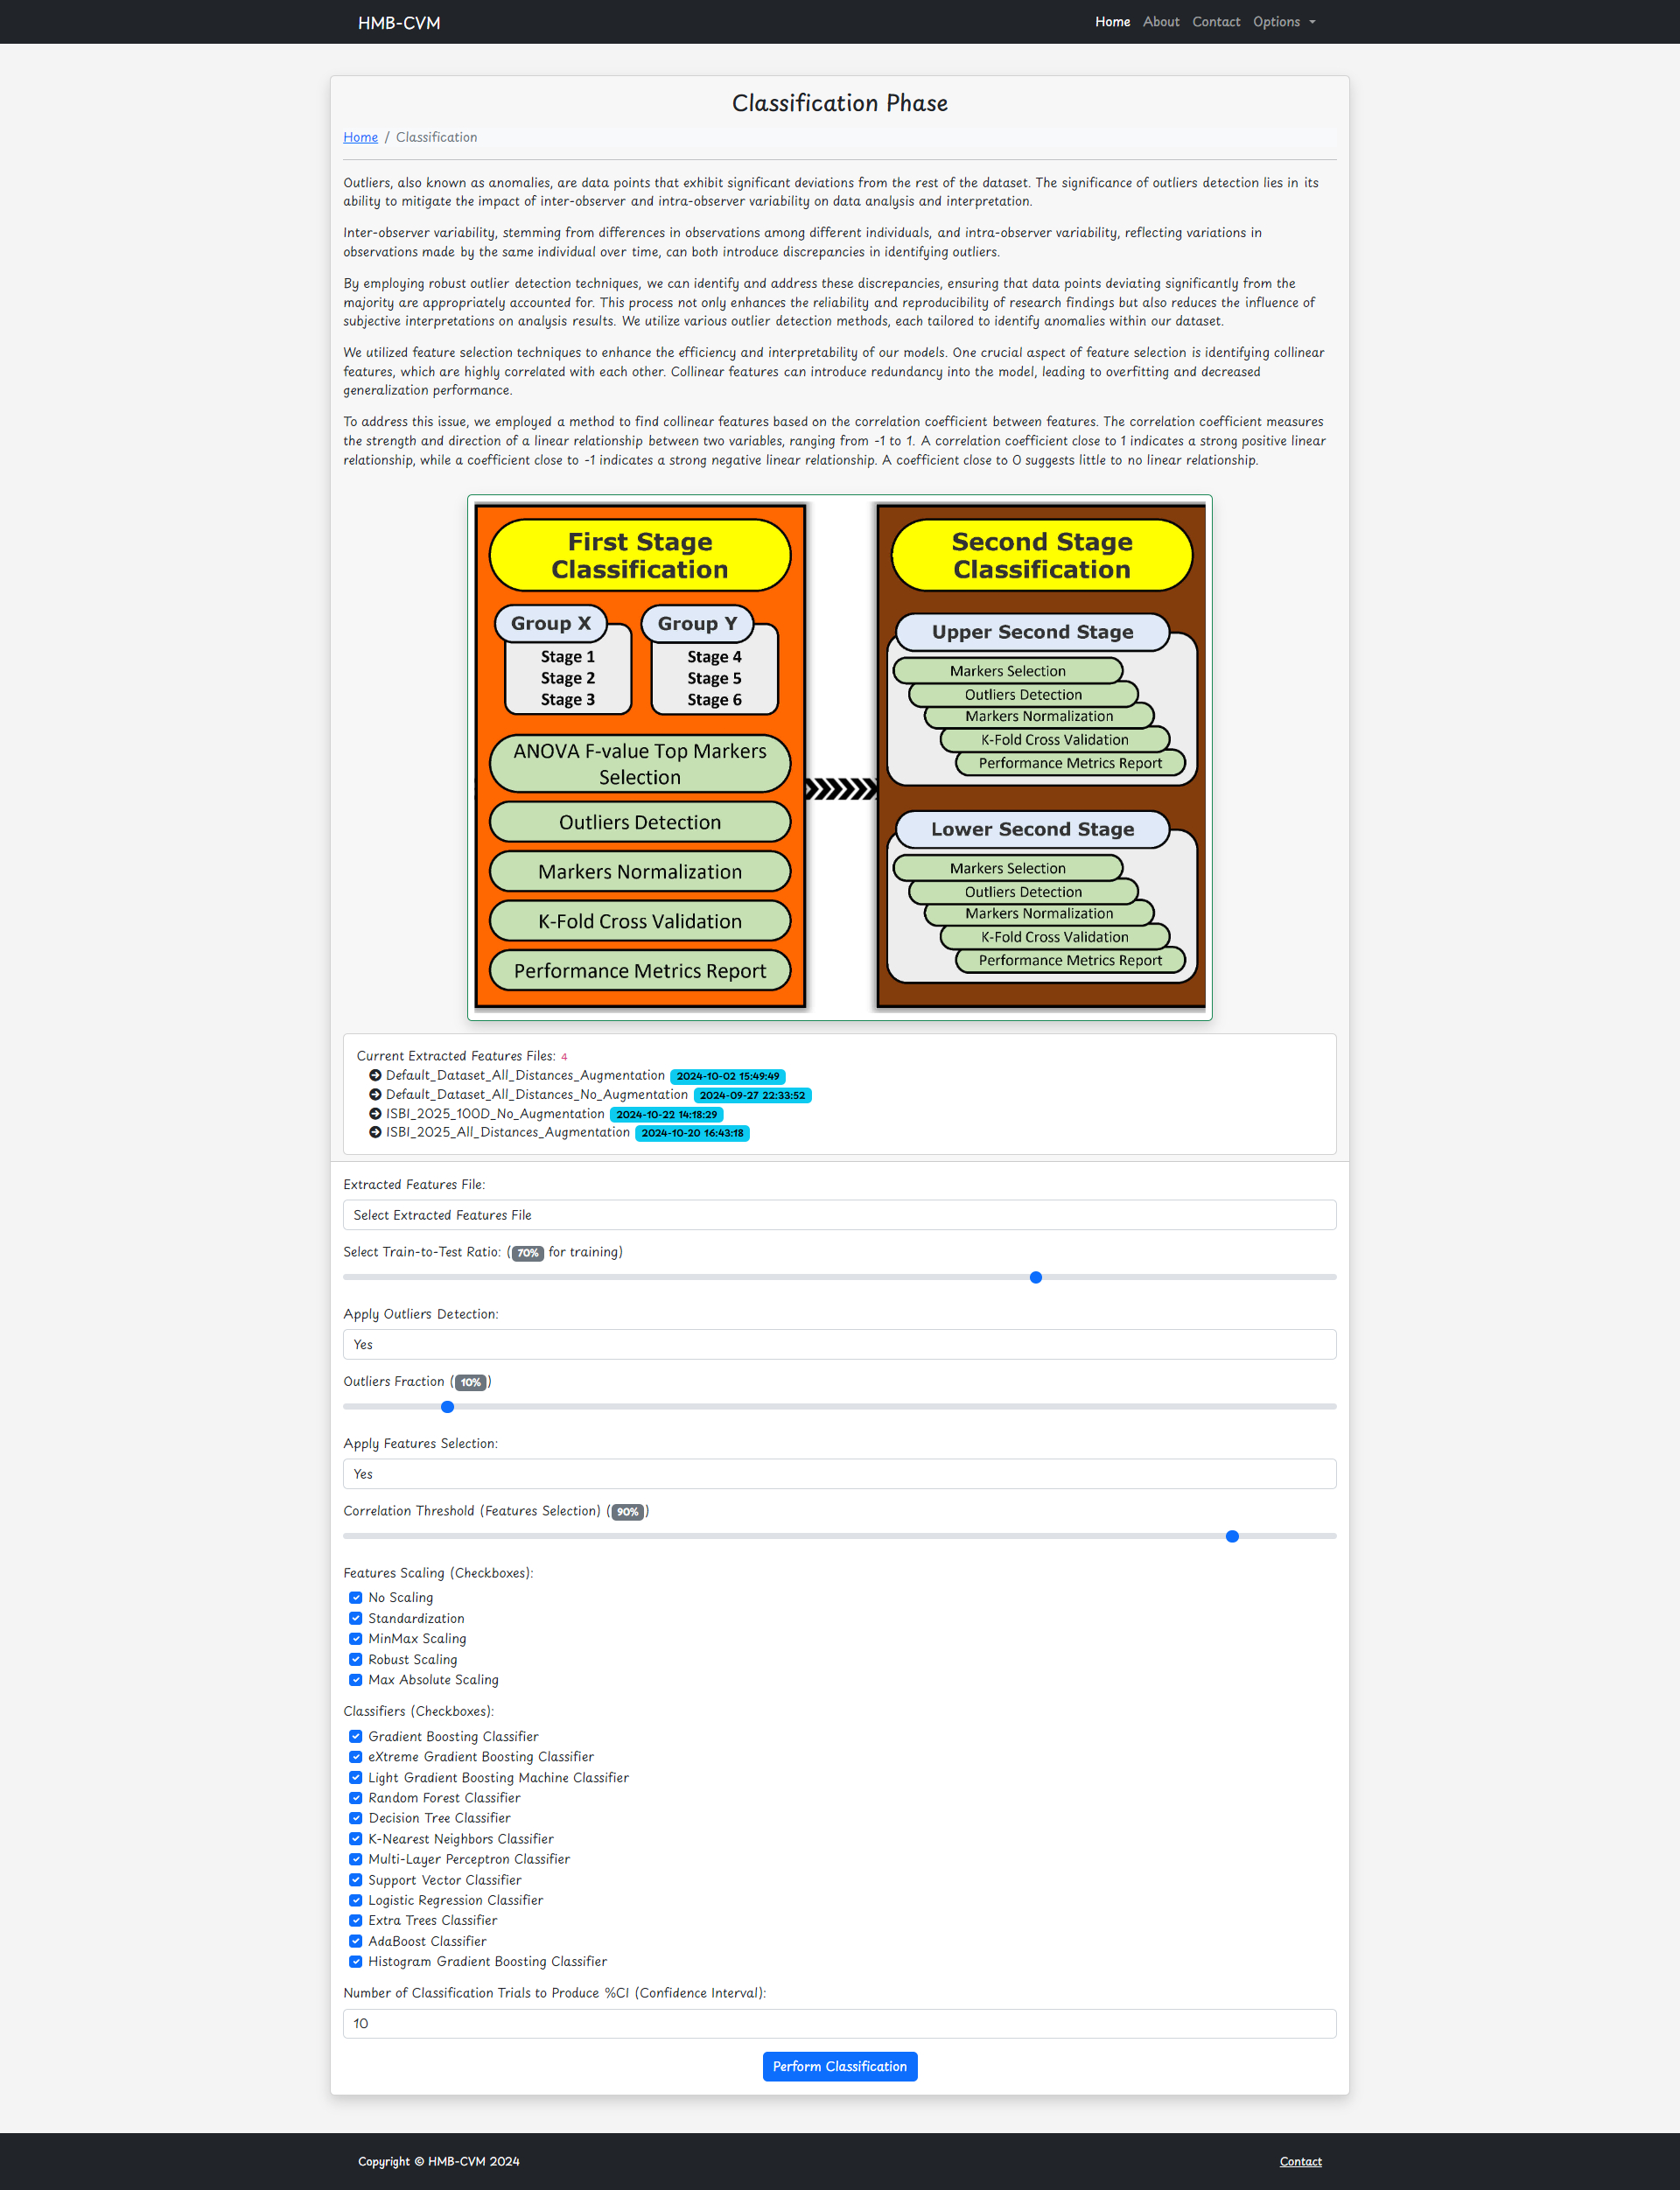 HMB-CVM
Home About Contact Options
Classification Phase
Home / Classification
Outliers, also known as anomalies, are data points that exhibit significant deviations from the rest of the dataset. The significance of outliers detection lies in its
ability to mitigate the impact of inter-observer and intra-observer variability on data analysis and interpretation.
Inter-observer variability, stemming from differences in observations among different individuals, and intra-observer variability, reflecting variations in
observations made by the same individual over time, can both introduce discrepancies in identifying outliers.
By employing robust outlier detection techniques, we can identify and address these discrepancies, ensuring that data points deviating significantly from the
majority are appropriately accounted for. This process not only enhances the reliability and reproducibility of research findings but also reduces the influence of
subjective interpretations on analysis results. We utilize various outlier detection methods, each tailored to identify anomalies within our dataset.
We utilized feature selection techniques to enhance the efficiency and interpretability of our models. One crucial aspect of feature selection is identifying collinear
features, which are highly correlated with each other. Collinear features can introduce redundancy into the model, leading to overfitting and decreased
generalization performance.
To address this issue, we employed a method to find collinear features based on the correlation coefficient between features. The correlation coefficient measures
the strength and direction of a linear relationship between two variables, ranging from -1 to 1. A correlation coefficient close to 1 indicates a strong positive linear
relationship, while a coefficient close to -1 indicates a strong negative linear relationship. A coefficient close to 0 suggests little to no linear relationship.
First Stage
Classification
Group X
Stage 1
Stage 2
Stage 3
Group Y
Stage 4
Stage 5
Stage 6
ANOVA F-value Top Markers
Selection
Outliers Detection
Markers Normalization
K-Fold Cross Validation
Performance Metrics Report
Second Stage
Classification
Upper Second Stage
Markers Selection
Outliers Detection
Markers Normalization
K-Fold Cross Validation
Performance Metrics Report
Lower Second Stage
Markers Selection
Outliers Detection
Markers Normalization
K-Fold Cross Validation
Performance Metrics Report
Current Extracted Features Files: 4
Default_Dataset_All_Distances_Augmentation 2024-10-02 15:49:49
Default_Dataset_All_Distances_No_Augmentation 2024-09-27 22:33:52
ISBI_2025_100D_No_Augmentation 2024-10-22 14:18:29
ISBI_2025_All_Distances_Augmentation 2024-10-20 16:43:18
Extracted Features File:
Select Extracted Features File
Select Train-to-Test Ratio: (70% for training)
Apply Outliers Detection:
Yes
Outliers Fraction (10%)
Apply Features Selection:
Yes
Correlation Threshold (Features Selection) (90%)
Features Scaling (Checkboxes):
No Scaling
Standardization
MinMax Scaling
Robust Scaling
Max Absolute Scaling
Classifiers (Checkboxes):
Gradient Boosting Classifier
eXtreme Gradient Boosting Classifier
Light Gradient Boosting Machine Classifier
Random Forest Classifier
Decision Tree Classifier
K-Nearest Neighbors Classifier
Multi-Layer Perceptron Classifier
Support Vector Classifier
Logistic Regression Classifier
Extra Trees Classifier
AdaBoost Classifier
Histogram Gradient Boosting Classifier
Number of Classification Trials to Produce %CI (Confidence Interval):
10
Perform Classification
Copyright © HMB-CVM 2024
Contact